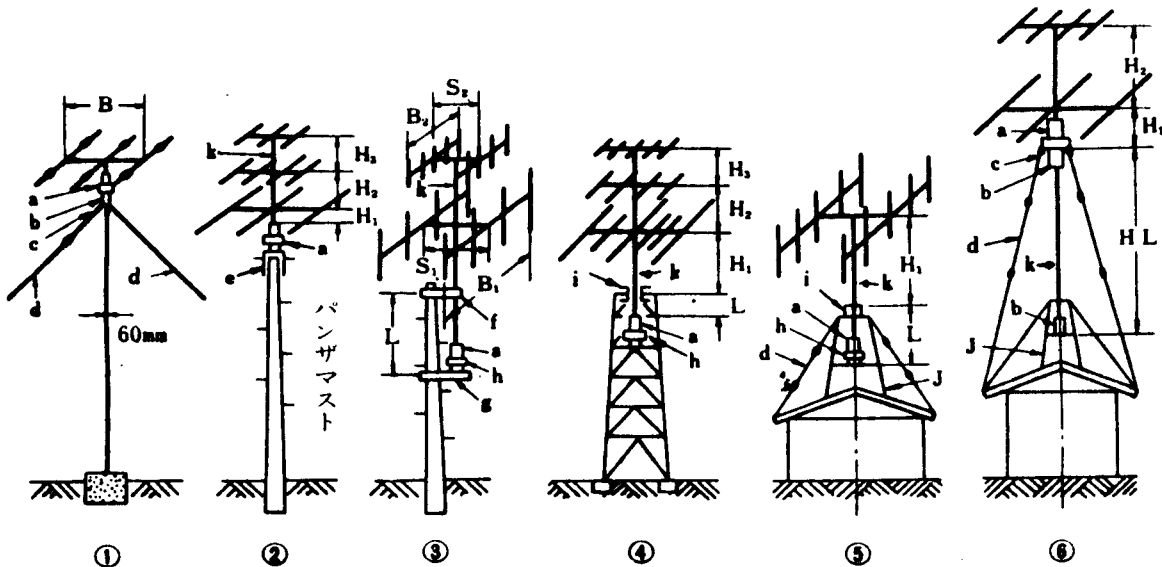 B
a
b
c
d
d
60mm
①
k
H₃
H₂
H₁
a
e
パンザマスト
②
S₂
B₂
k
S₁
B₁
L
f
a
h
g
③
H₃
H₂
H₁
k
i
L
a
h
④
H₁
k
i
a
h
L
d
J
⑤
H₂
H₁
a
c
b
d
H
L
k
b
J
⑥